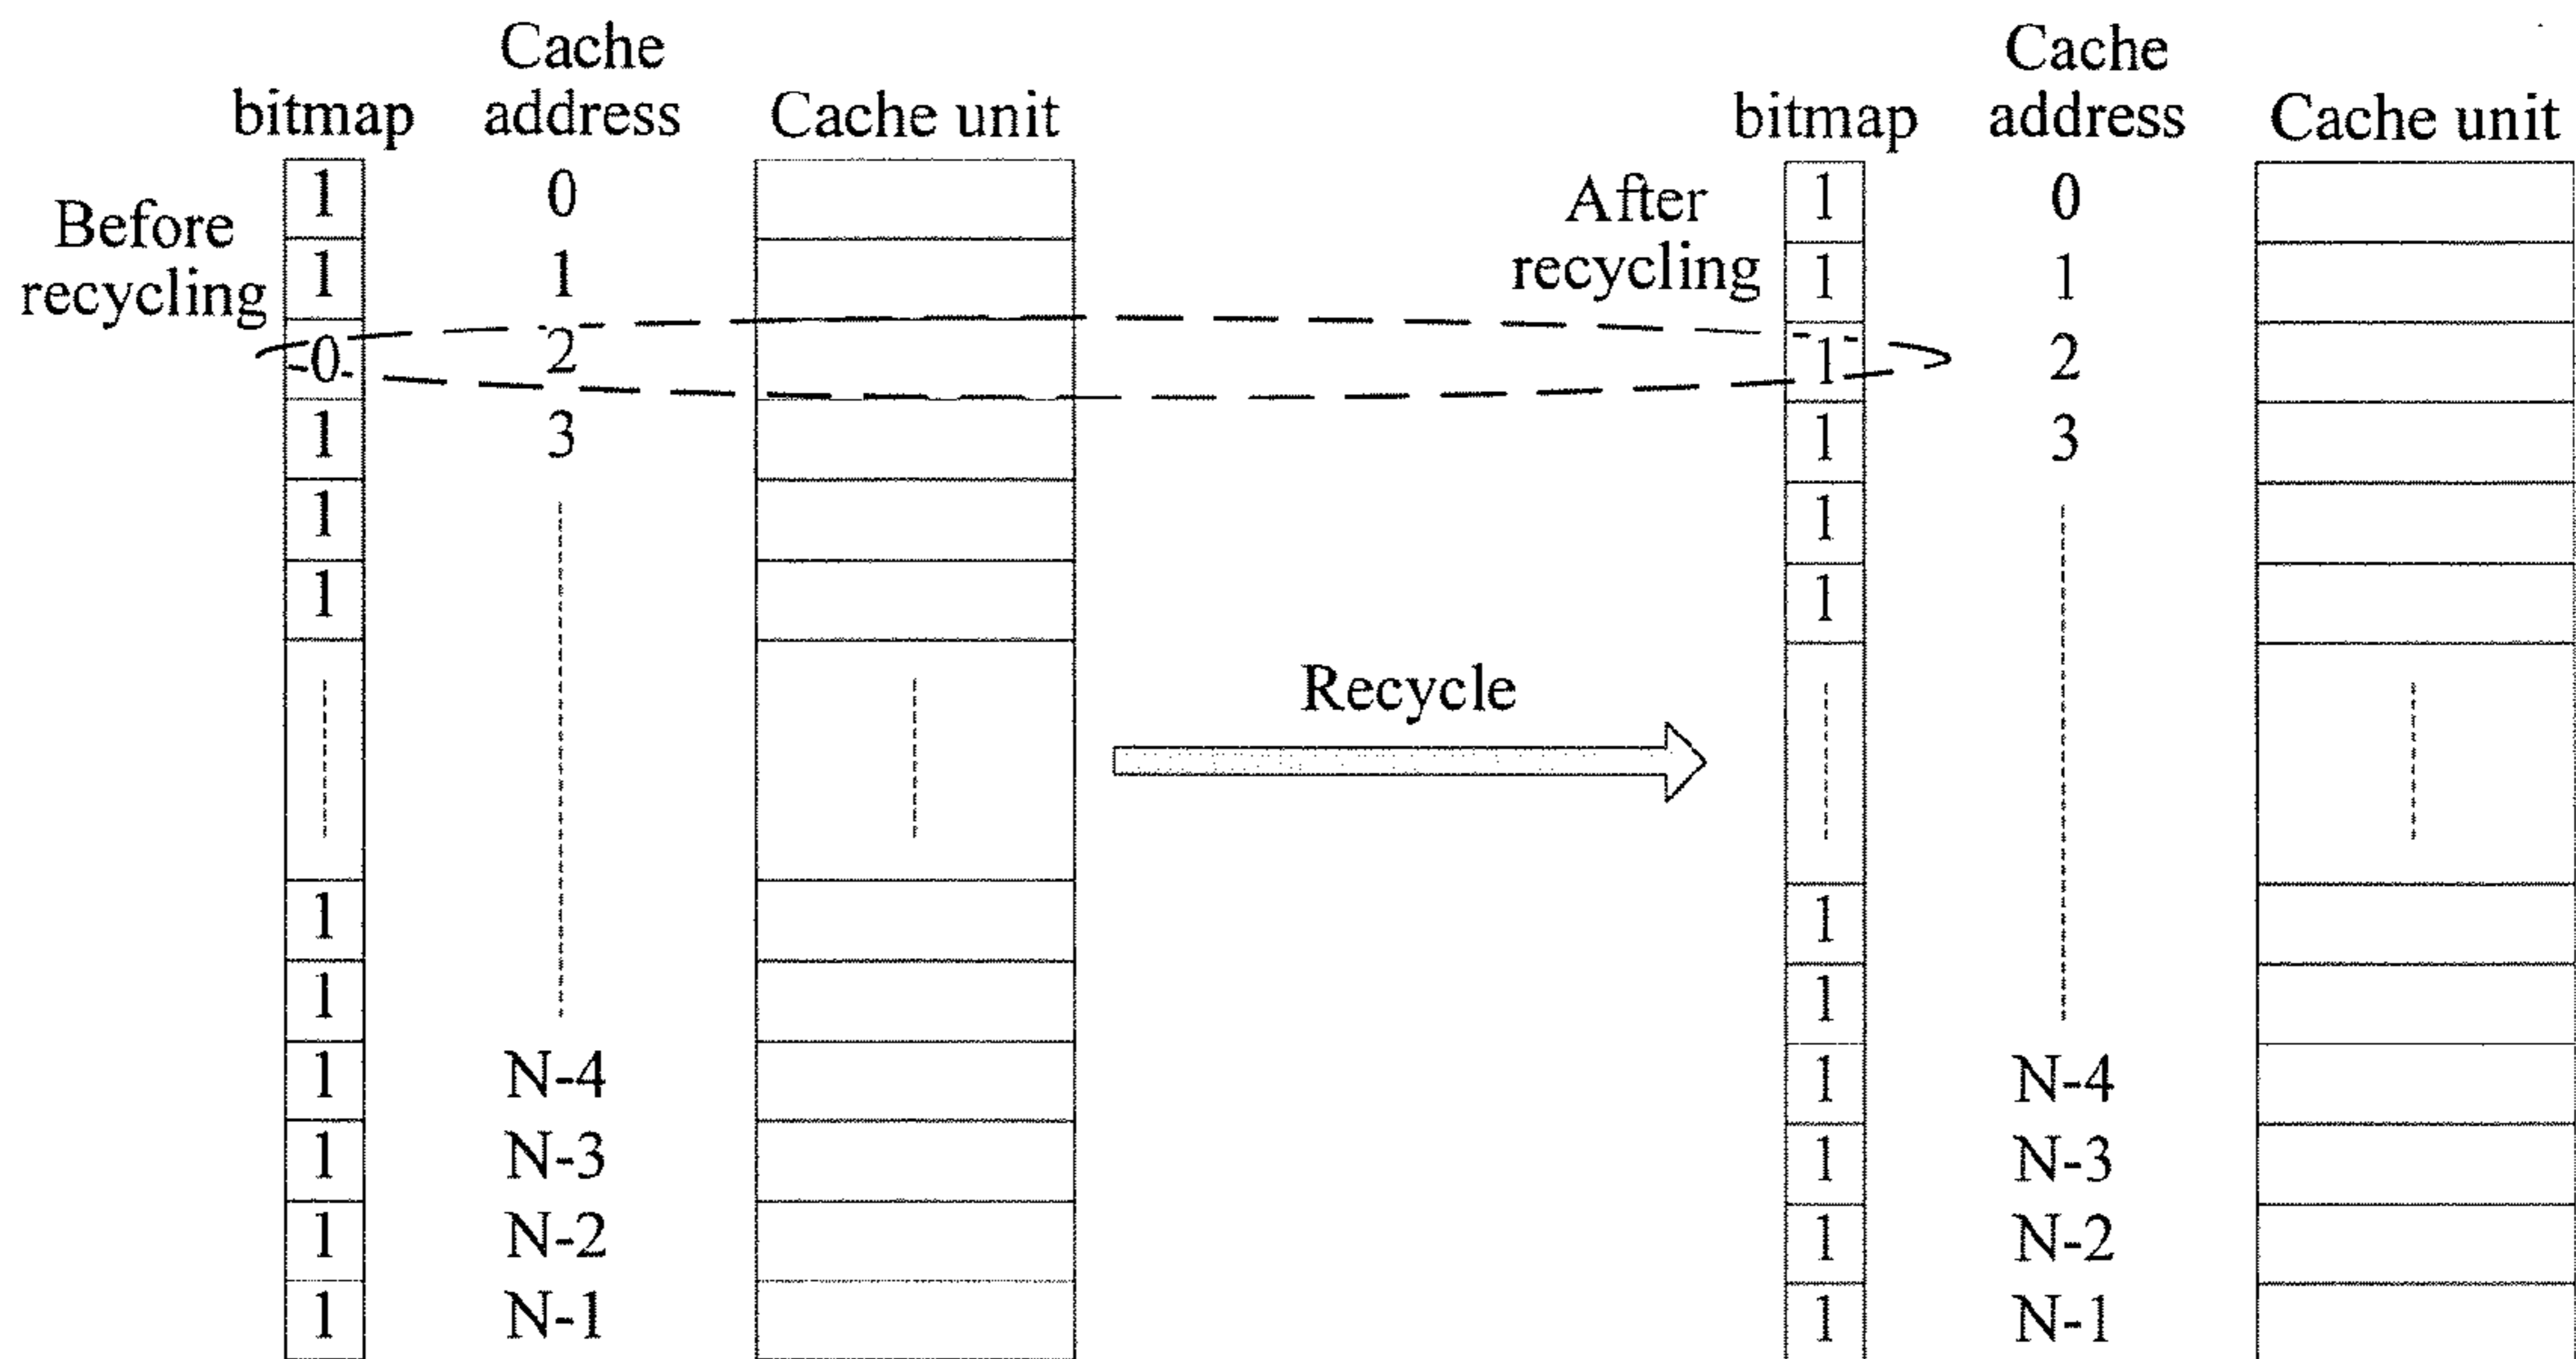 Cache
address
bitmap
Cache unit
Before
recycling
1
1
0
1
1
1
1
1
1
1
1
1
0
1
2
3
N-4
N-3
N-2
N-1
Recycle
Cache
address
bitmap
Cache unit
After
recycling
1
1
1
1
1
1
1
1
1
1
1
1
0
1
2
3
N-4
N-3
N-2
N-1